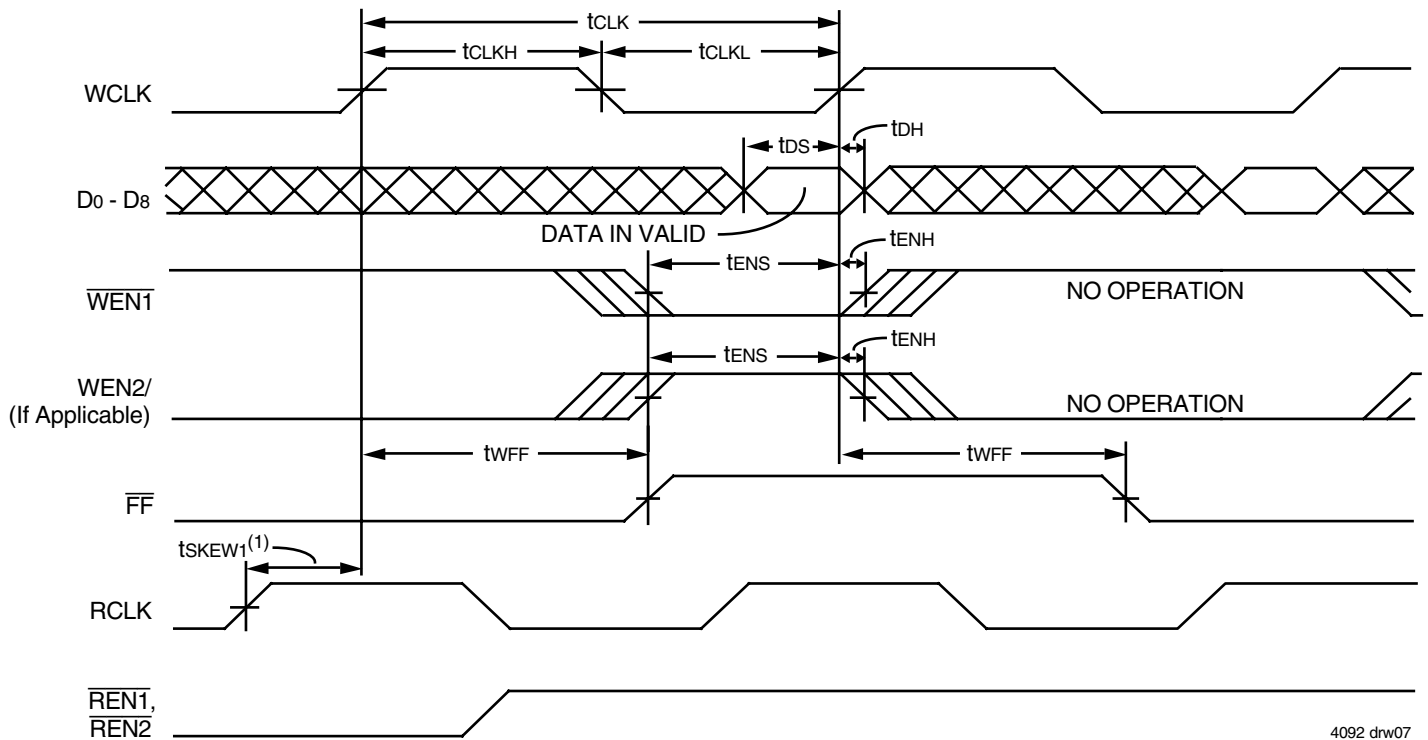 tCLK
tCLKH
tCLKL
WCLK
tDH
tDS
D0 - D8
DATA IN VALID
tENH
tENS
WEN1
NO OPERATION
tENH
tENS
WEN2/
(If Applicable)
NO OPERATION
tWFF
tWFF
FF
tSKEW1(1)
RCLK
REN1,
REN2
4092 drw07